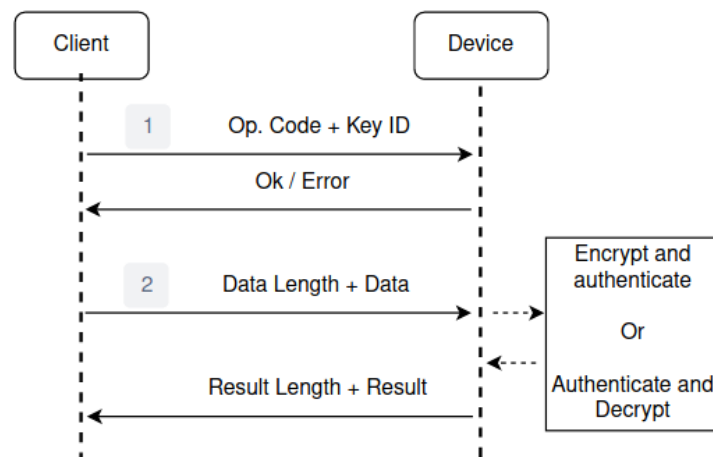 Client
Device
1
Op. Code + Key ID
Ok / Error
2
Data Length + Data
Encrypt and
authenticate
Or
Authenticate and
Decrypt
Result Length + Result